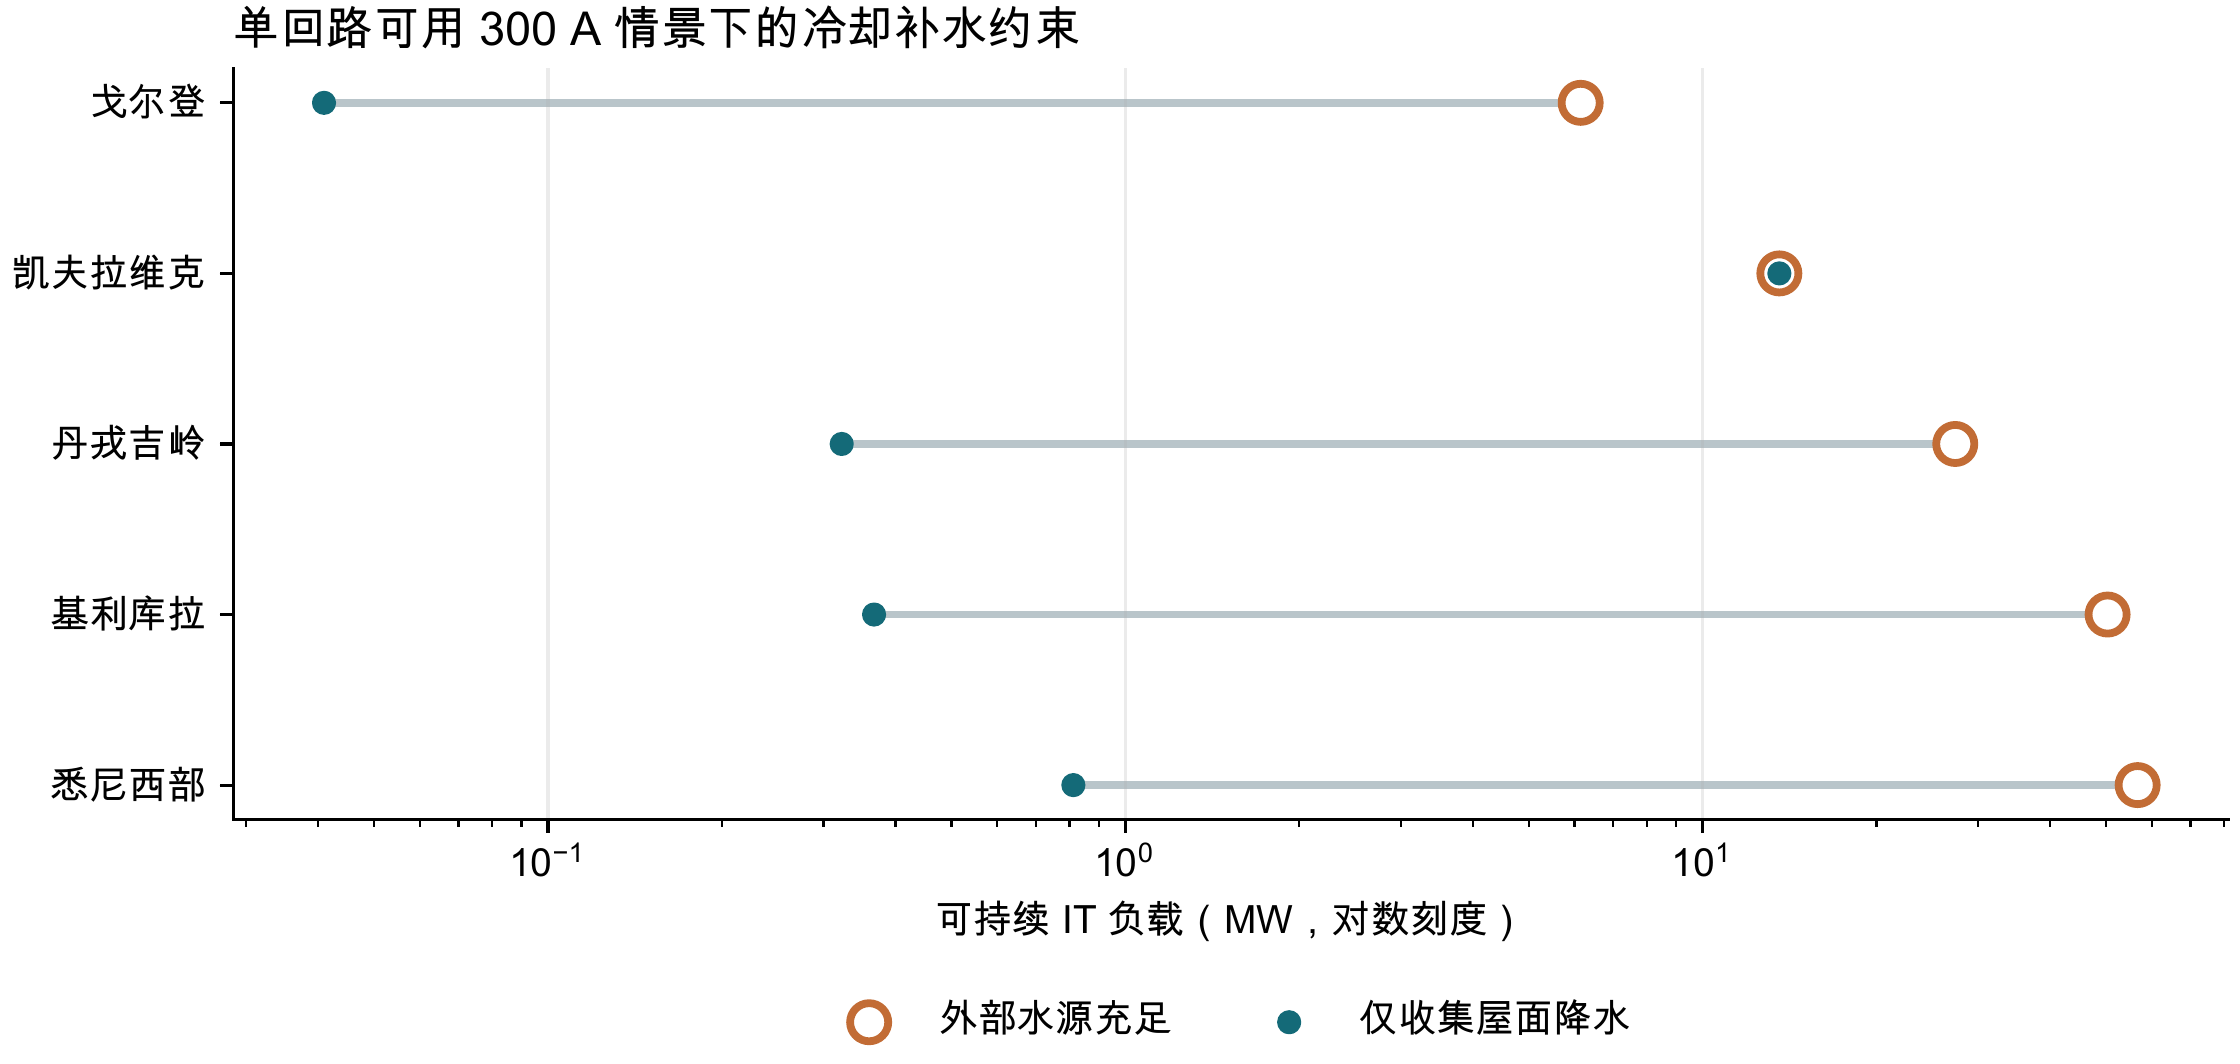 单回路可用 300 A 情景下的冷却补水约束
戈尔登
凯夫拉维克
丹戎吉岭
基利库拉
悉尼西部
10⁻¹
10⁰
10¹
可持续 IT 负载（MW，对数刻度）
外部水源充足
仅收集屋面降水